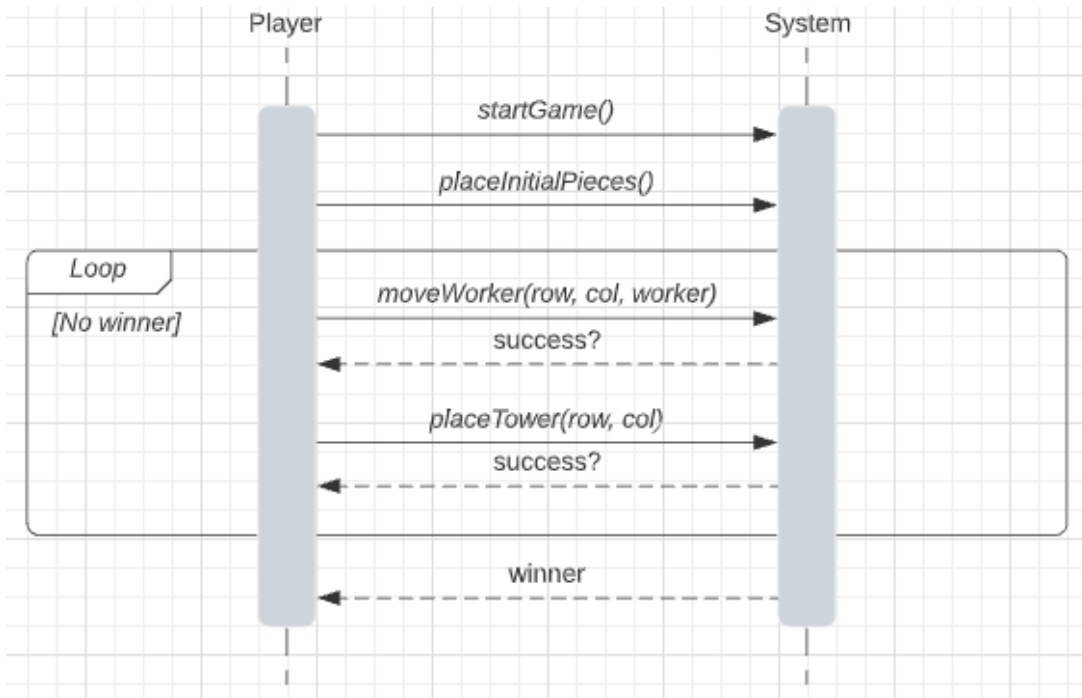 Player
System
startGame()
placeInitialPieces()
Loop
[No winner]
moveWorker(row, col, worker)
success?
placeTower(row, col)
success?
winner